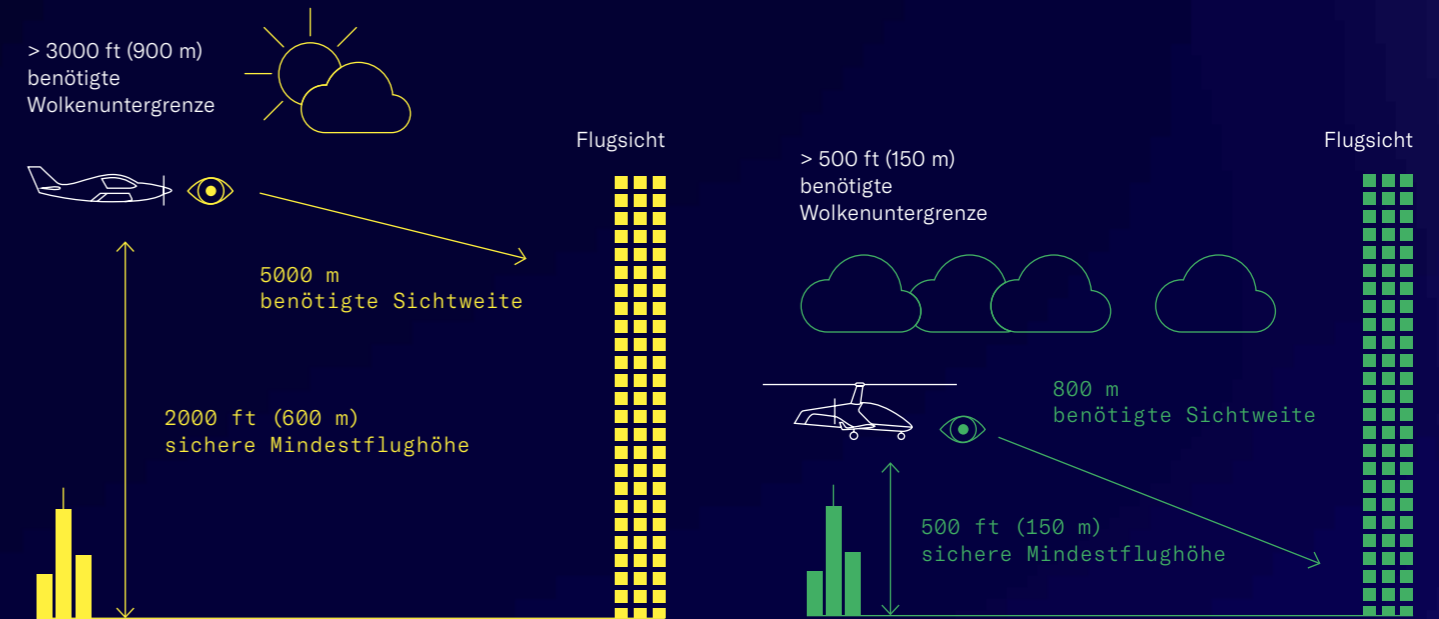 > 3000 ft (900 m)
benötigte
Wolkenuntergrenze
Flugsicht
5000 m
benötigte Sichtweite
2000 ft (600 m)
sichere Mindestflughöhe
Flugsicht
> 500 ft (150 m)
benötigte
Wolkenuntergrenze
800 m
benötigte Sichtweite
500 ft (150 m)
sichere Mindestflughöhe